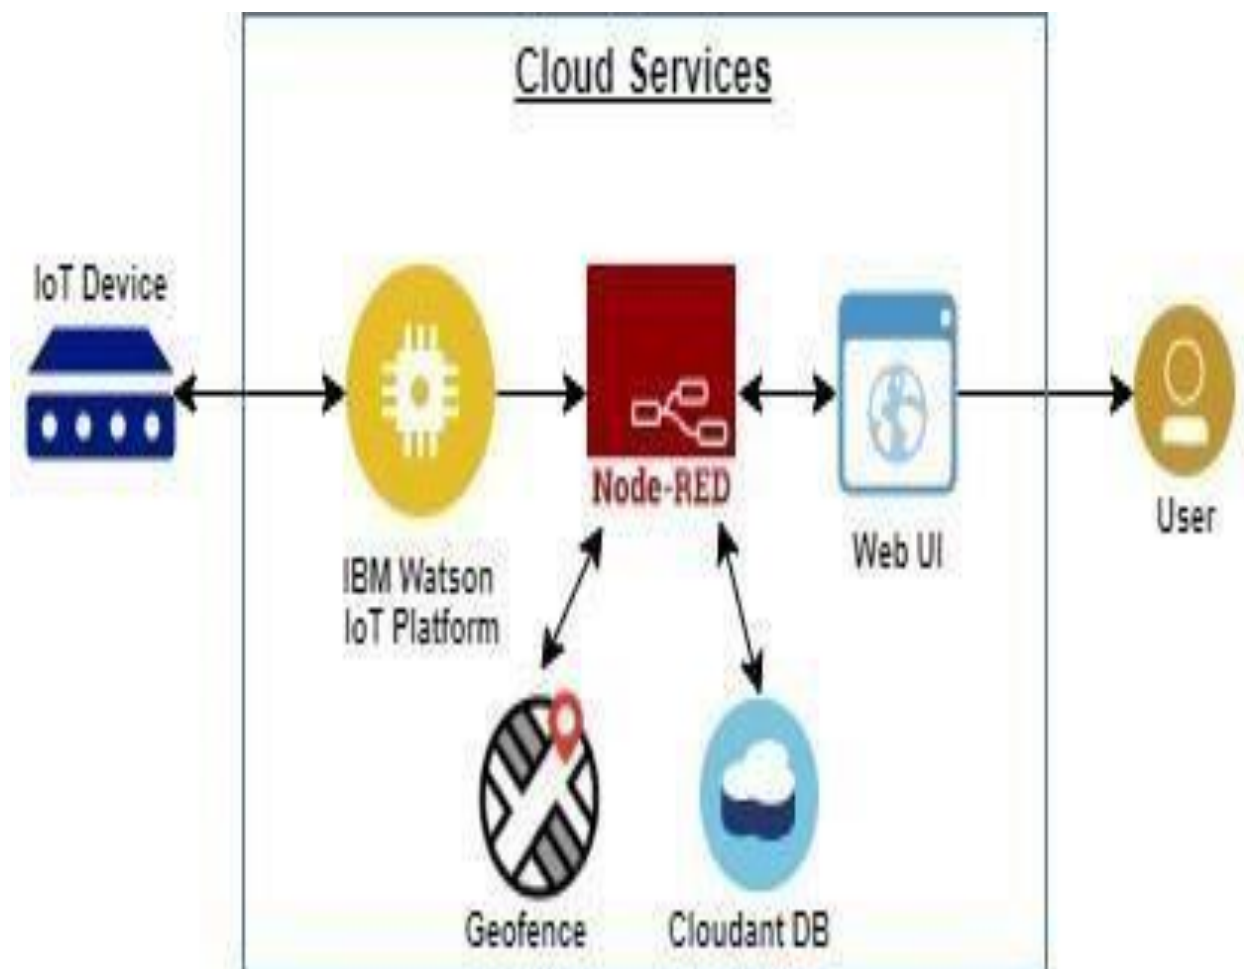 Cloud Services
IoT Device
Node-RED
User
Web UI
IBM Watson
IoT Platform
Geofence
Cloudant DB